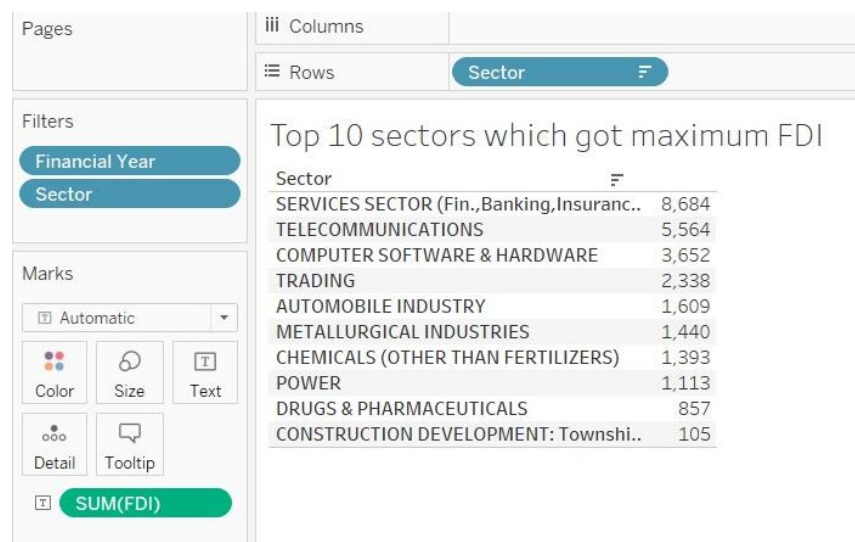 Pages
iii Columns
Rows
Sector
Filters
Financial Year
Sector
Marks
T Automatic
Color
Size
T
Text
Detail
Tooltip
T SUM(FDI)
Top 10 sectors which got maximum FDI
Sector
SERVICES SECTOR (Fin.,Banking,Insuranc.. 8,684
TELECOMMUNICATIONS 5,564
COMPUTER SOFTWARE & HARDWARE 3,652
TRADING 2,338
AUTOMOBILE INDUSTRY 1,609
METALLURGICAL INDUSTRIES 1,440
CHEMICALS (OTHER THAN FERTILIZERS) 1,393
POWER 1,113
DRUGS & PHARMACEUTICALS 857
CONSTRUCTION DEVELOPMENT: Townshi.. 105